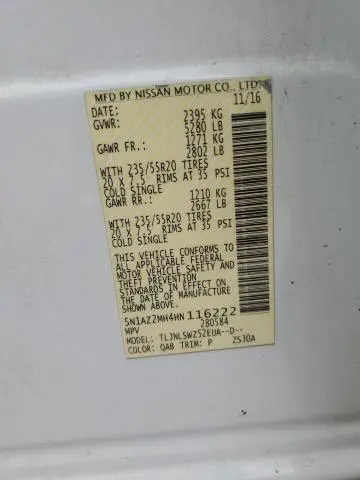 MFD BY NISSAN MOTOR CO., LTD.
DATE: 11/16
GVWR: 2395 KG
5280 LB
GAWR FR.: 1271 KG
2802 LB
WITH 235/55R20 TIRES
20 X 7.5 RIMS AT 35 PSI
COLD SINGLE
GAWR RR.: 1210 KG
2667 LB
WITH 235/55R20 TIRES
20 X 7.5 RIMS AT 35 PSI
COLD SINGLE
THIS VEHICLE CONFORMS TO
ALL APPLICABLE FEDERAL
MOTOR VEHICLE SAFETY AND
THEFT PREVENTION
STANDARDS IN EFFECT ON
THE DATE OF MANUFACTURE
SHOWN ABOVE.
5N1AZ2MH4HN116222
MPV 280584
MODEL: TLJNLSWZ52EUA--D--
COLOR: QAB TRIM: P ZS30A